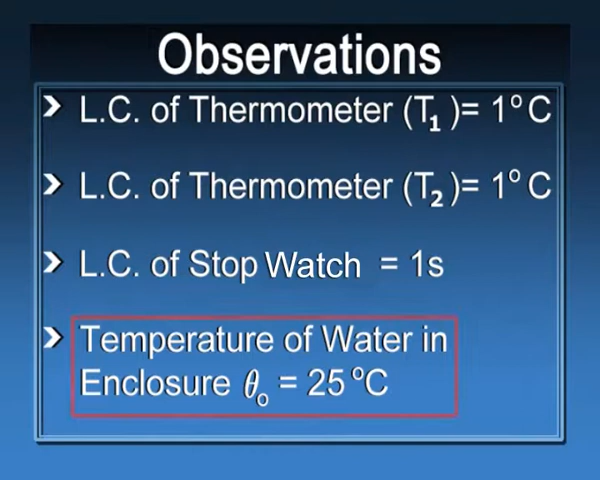 Observations
L.C. of Thermometer (T₁)= 1°C
L.C. of Thermometer (T₂)= 1°C
L.C. of Stop Watch = 1s
Temperature of Water in
Enclosure θₒ = 25 °C